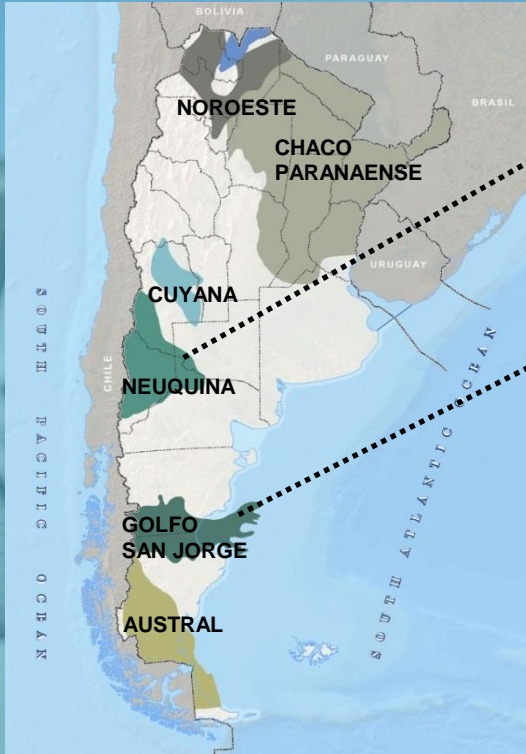 BOLIVIA
PARAGUAY
BRASIL
NOROESTE
CHACO
PARANAENSE
URUGUAY
CUYANA
CHILE
NEUQUINA
GOLFO
SAN JORGE
AUSTRAL
SOUTH PACIFIC OCEAN
SOUTH ATLANTIC OCEAN